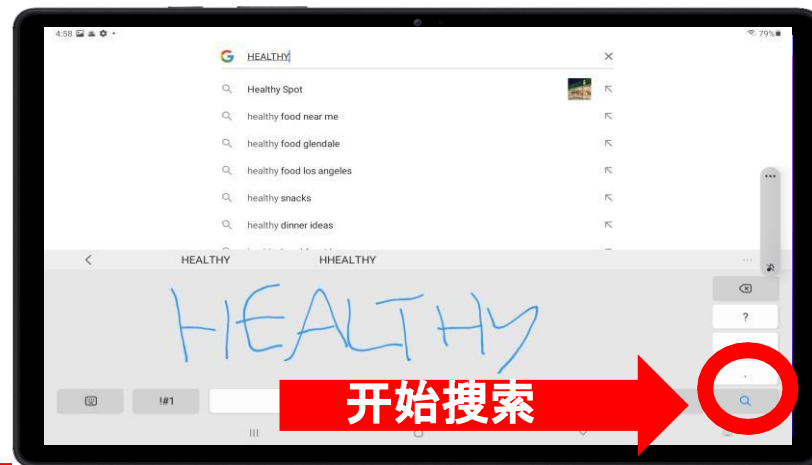 4:58 79%
HEALTHY
Healthy Spot
healthy food near me
healthy food glendale
healthy food los angeles
healthy snacks
healthy dinner ideas
HEALTHY HHEALTHY
HEALTHY
?
.
!#1
开始搜索